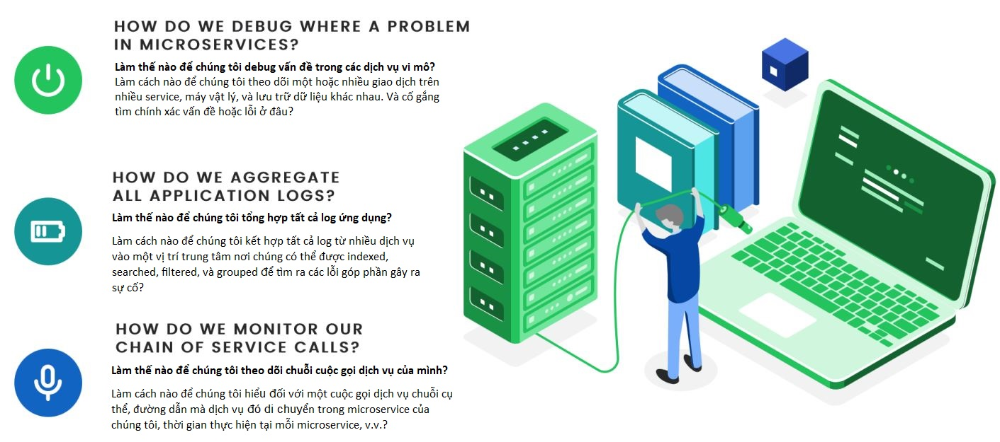 HOW DO WE DEBUG WHERE A PROBLEM
IN MICROSERVICES?
Làm thế nào để chúng tôi debug vấn đề trong các dịch vụ vi mô?
Làm cách nào để chúng tôi theo dõi một hoặc nhiều giao dịch trên
nhiều service, máy vật lý, và lưu trữ dữ liệu khác nhau. Và cố gắng
tìm chính xác vấn đề hoặc lỗi ở đâu?
HOW DO WE AGGREGATE
ALL APPLICATION LOGS?
Làm thế nào để chúng tôi tổng hợp tất cả log ứng dụng?
Làm cách nào để chúng tôi kết hợp tất cả log từ nhiều dịch vụ
vào một vị trí trung tâm nơi chúng có thể được indexed,
searched, filtered, và grouped để tìm ra các lỗi góp phần gây ra
sự cố?
HOW DO WE MONITOR OUR
CHAIN OF SERVICE CALLS?
Làm thế nào để chúng tôi theo dõi chuỗi cuộc gọi dịch vụ của mình?
Làm cách nào để chúng tôi hiểu đối với một cuộc gọi dịch vụ chuỗi cụ
thể, đường dẫn mà dịch vụ đó di chuyển trong microservice của
chúng tôi, thời gian thực hiện tại mỗi microservice, v.v.?